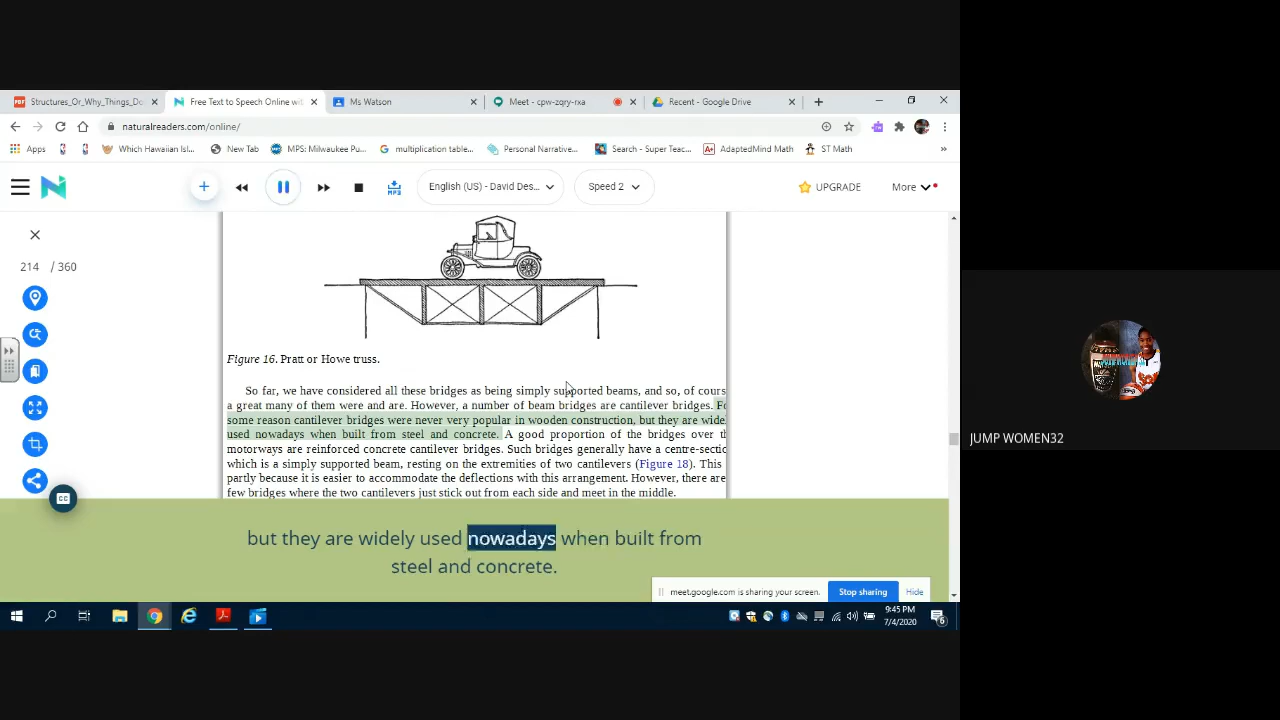 Structures_Or_Why_Things_Do
Free Text to Speech Online wit
Ms Watson
Meet - cpw-zqry-rxa
Recent - Google Drive
naturalreaders.com/online/
Apps
Which Hawaiian Isl...
New Tab
MPS: Milwaukee Pu...
multiplication table...
Personal Narrative...
Search - Super Teac...
AdaptedMind Math
ST Math
»
MP3
English (US) - David Des...
Speed 2
UPGRADE
More
214 / 360
Figure 16. Pratt or Howe truss.
So far, we have considered all these bridges as being simply supported beams, and so, of cours
a great many of them were and are. However, a number of beam bridges are cantilever bridges. Fo
some reason cantilever bridges were never very popular in wooden construction, but they are wide
used nowadays when built from steel and concrete. A good proportion of the bridges over th
motorways are reinforced concrete cantilever bridges. Such bridges generally have a centre-sectio
which is a simply supported beam, resting on the extremities of two cantilevers (Figure 18). This
partly because it is easier to accommodate the deflections with this arrangement. However, there are
few bridges where the two cantilevers just stick out from each side and meet in the middle.
CC
but they are widely used nowadays when built from
steel and concrete.
meet.google.com is sharing your screen.
Stop sharing
Hide
9:45 PM
7/4/2020
6
JUMP WOMEN32